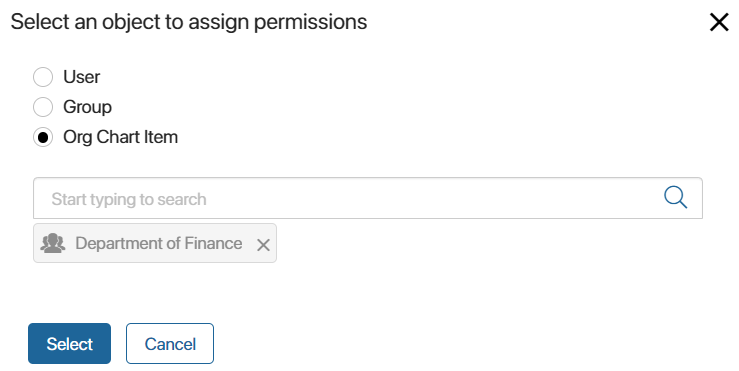 Select an object to assign permissions
User
Group
Org Chart Item
Start typing to search
Department of Finance
Select
Cancel